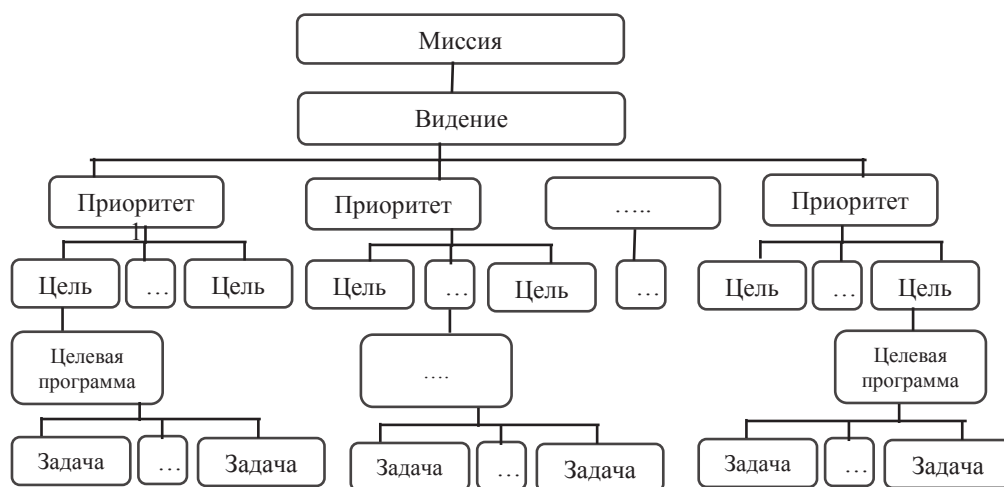 Миссия
Видение
Приоритет
1
Приоритет
…..
Приоритет
Цель
…
Цель
Цель
…
Цель
…
Цель
…
Цель
Целевая
программа
….
Целевая
программа
Задача
…
Задача
Задача
…
Задача
Задача
…
Задача